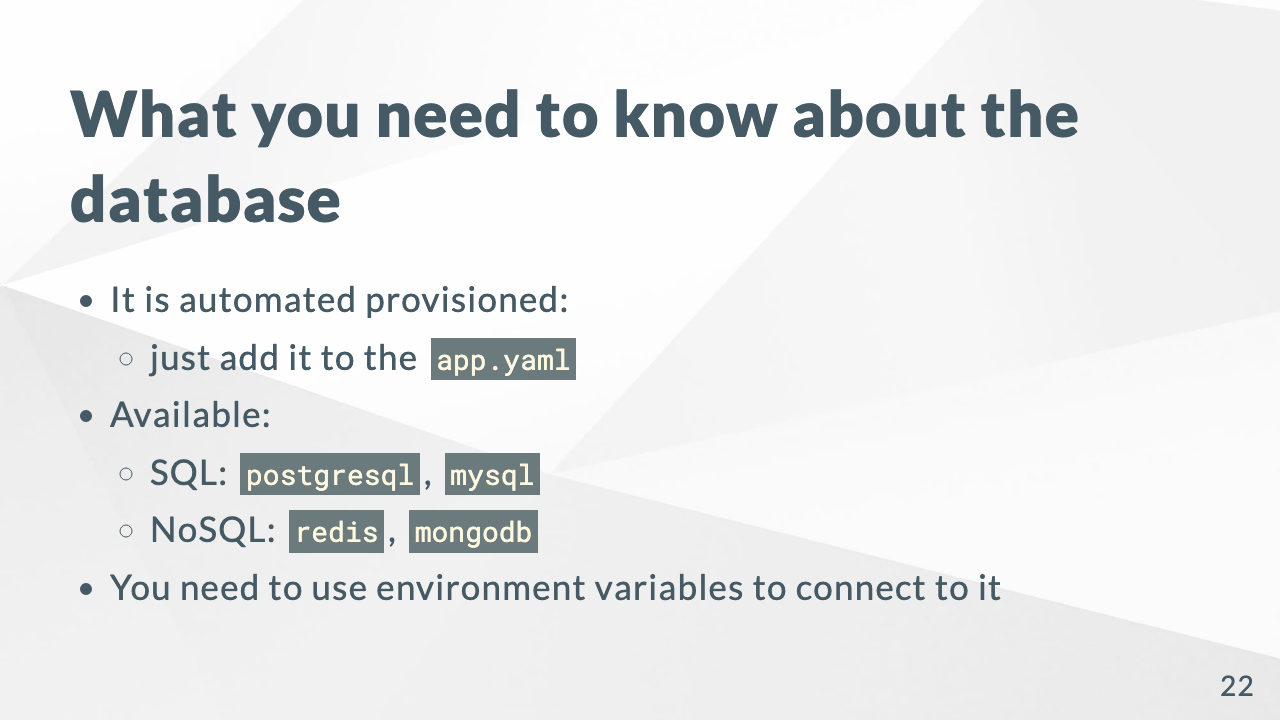 What you need to know about the
database
• It is automated provisioned:
◦ just add it to the app.yaml
• Available:
◦ SQL: postgresql, mysql
◦ NoSQL: redis, mongodb
• You need to use environment variables to connect to it
22